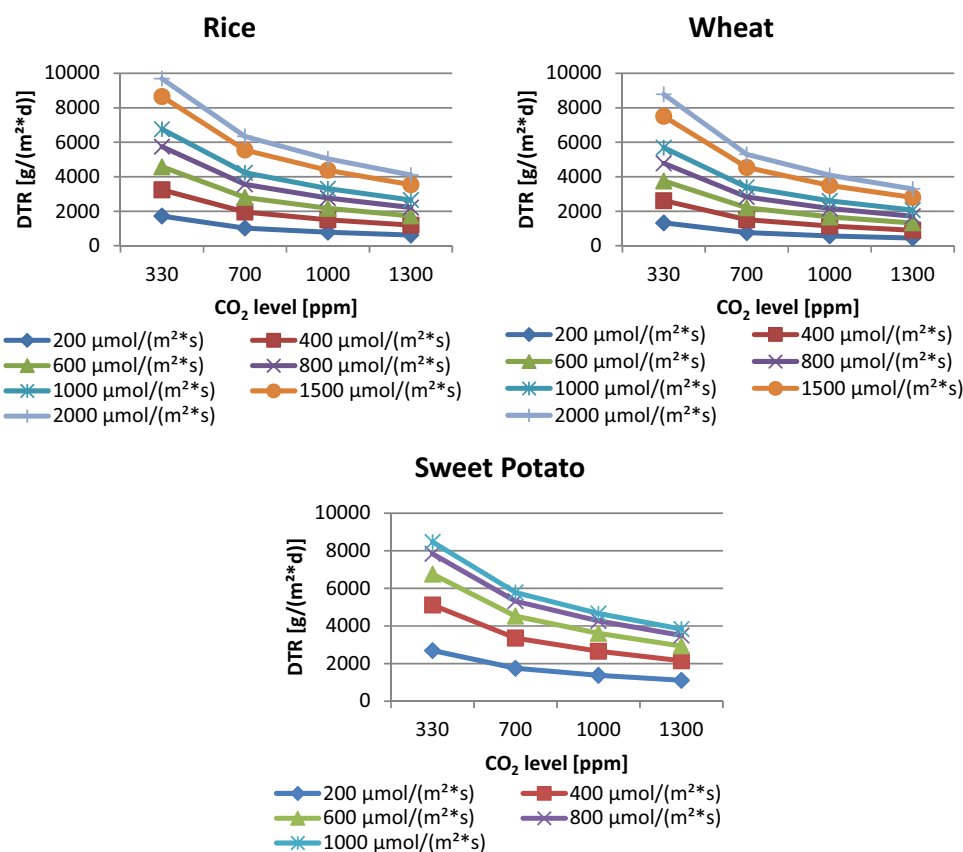 Rice
10000
8000
6000
4000
2000
0
DTR [g/(m²*d)]
330 700 1000 1300
CO₂ level [ppm]
200 µmol/(m²*s) 400 µmol/(m²*s)
600 µmol/(m²*s) 800 µmol/(m²*s)
1000 µmol/(m²*s) 1500 µmol/(m²*s)
2000 µmol/(m²*s)
Wheat
10000
8000
6000
4000
2000
0
DTR [g/(m²*d)]
330 700 1000 1300
CO₂ level [ppm]
200 µmol/(m²*s) 400 µmol/(m²*s)
600 µmol/(m²*s) 800 µmol/(m²*s)
1000 µmol/(m²*s) 1500 µmol/(m²*s)
2000 µmol/(m²*s)
Sweet Potato
10000
8000
6000
4000
2000
0
DTR [g/(m²*d)]
330 700 1000 1300
CO₂ level [ppm]
200 µmol/(m²*s) 400 µmol/(m²*s)
600 µmol/(m²*s) 800 µmol/(m²*s)
1000 µmol/(m²*s)